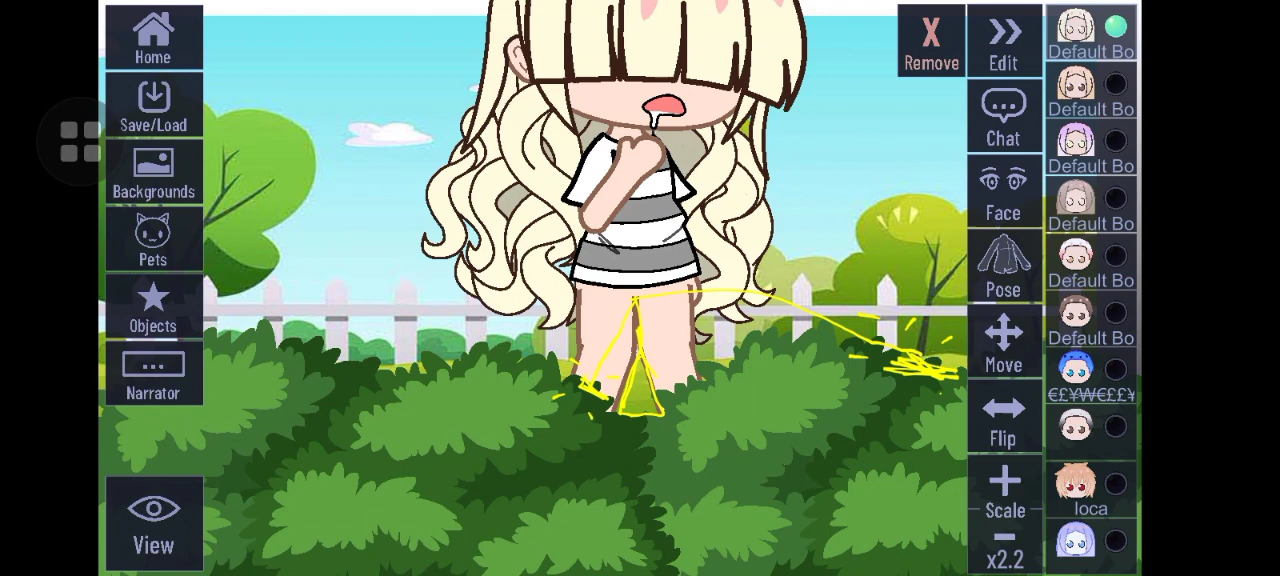 Home
Save/Load
Backgrounds
Pets
Objects
Narrator
View
X
Remove
Edit
Chat
Face
Pose
Move
Flip
Scale
x2.2
Default Bo
Default Bo
Default Bo
Default Bo
Default Bo
Default Bo
€£¥₩€££¥
loca